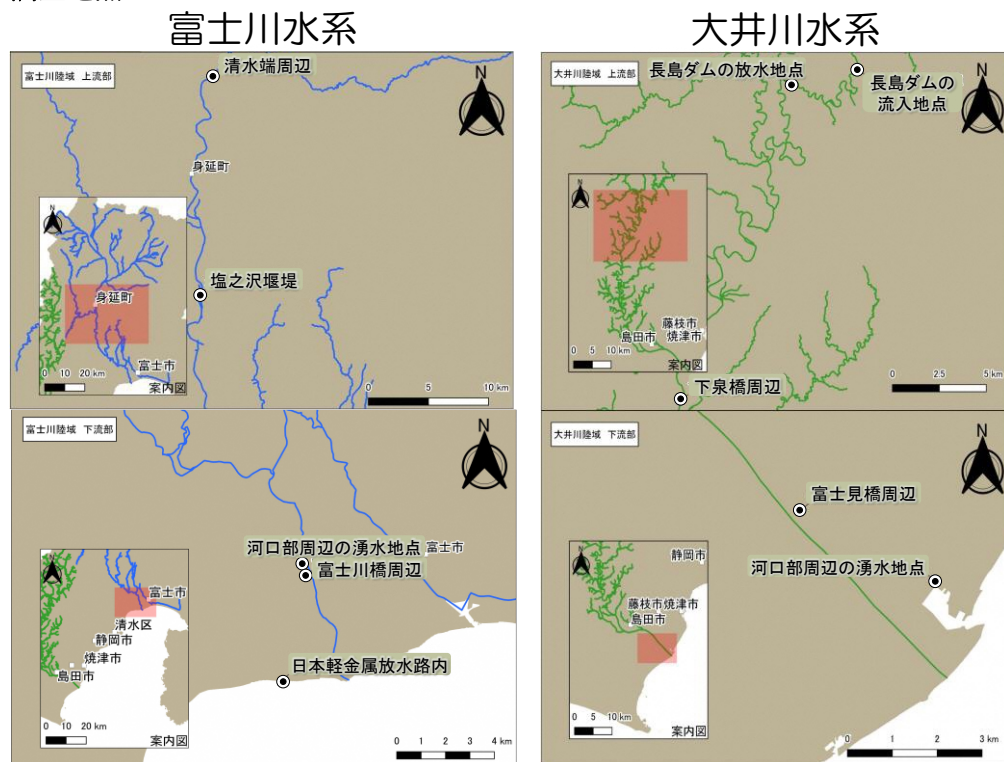 富士川水系
大井川水系
富士川陸域 上流部
清水端周辺
N
身延町
塩之沢堰堤
N
身延町
富士市
0 10 20 km
案内図
0 5 10 km
大井川陸域 上流部
長島ダムの放水地点
長島ダムの
流入地点
N
N
藤枝市
島田市 焼津市
0 5 10 km
案内図
下泉橋周辺
0 2.5 5 km
富士川陸域 下流部
N
河口部周辺の湧水地点
富士市
富士川橋周辺
日本軽金属放水路内
N
富士市
清水区
静岡市
焼津市
島田市
0 10 20 km
案内図
0 1 2 3 4 km
大井川陸域 下流部
N
富士見橋周辺
河口部周辺の湧水地点
N
静岡市
藤枝市焼津市
島田市
0 5 10 km
案内図
0 1 2 3 km